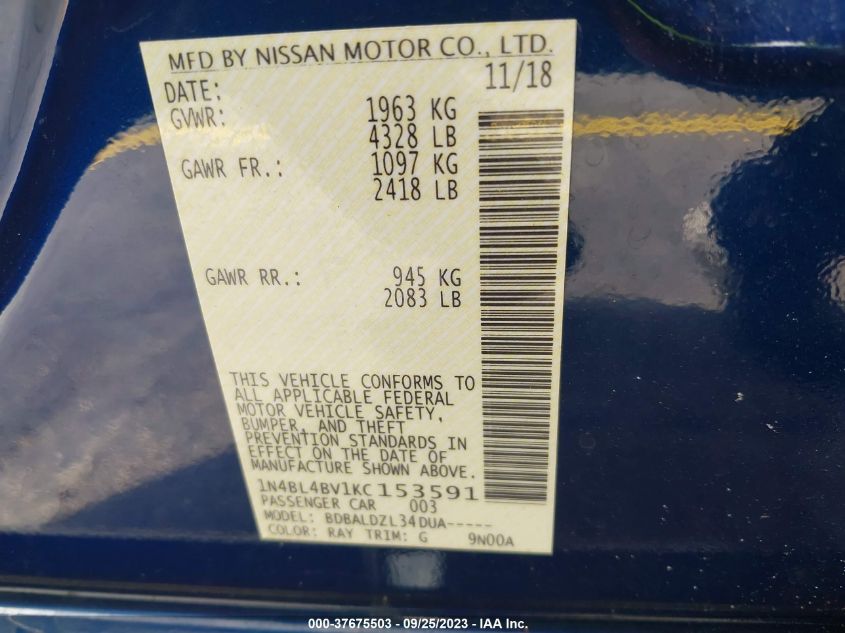 MFD BY NISSAN MOTOR CO., LTD.
DATE: 11/18
GVWR: 1963 KG
4328 LB
GAWR FR.: 1097 KG
2418 LB
GAWR RR.: 945 KG
2083 LB
THIS VEHICLE CONFORMS TO
ALL APPLICABLE FEDERAL
MOTOR VEHICLE SAFETY,
BUMPER, AND THEFT
PREVENTION STANDARDS IN
EFFECT ON THE DATE OF
MANUFACTURE SHOWN ABOVE.
1N4BL4BV1KC153591
PASSENGER CAR 003
MODEL: BDBALDZL34DUA-----
COLOR: RAY TRIM: G 9N00A
000-37675503 - 09/25/2023 - IAA Inc.